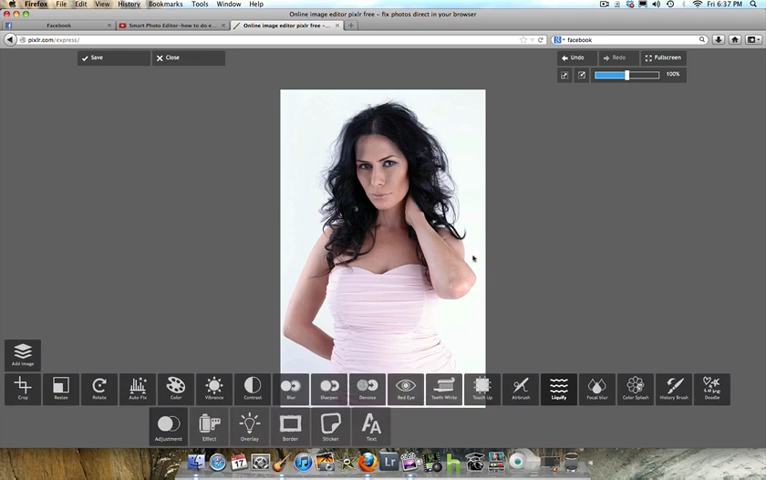 Firefox File Edit View History Bookmarks Tools Window Help
Fri 6:37 PM
Online image editor pixlr free – fix photos direct in your browser
Facebook
Smart Photo Editor -how to do e...
Online image editor pixlr free –...
pixlr.com/express/
facebook
Save
Close
Undo
Redo
Fullscreen
100%
Add image
Crop
Resize
Rotate
Auto Fix
Color
Vibrance
Contrast
Blur
Sharpen
Denoise
Red Eye
Teeth White
Touch Up
Airbrush
Liquify
Focal blur
Color Splash
History Brush
Doodle
Adjustment
Effect
Overlay
Border
Sticker
Text
17
Lr